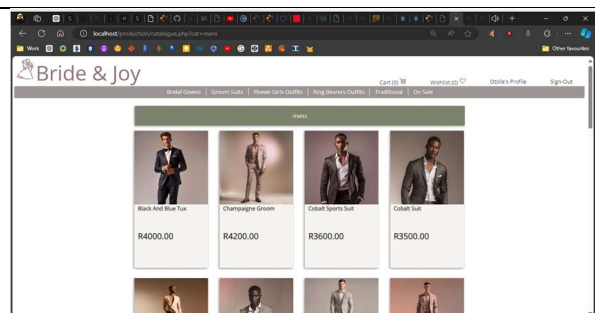 localhost/production/catalogue.php?cat=mens
Work
Other favourites
Bride & Joy
Cart (0) Wishlist (0) Otsile's Profile Sign-Out
Bridal Gowns | Groom Suits | Flower Girls Outfits | Ring Bearers Outfits | Traditional | On Sale
mens
Black And Blue Tux Champaigne Groom Cobalt Sports Suit Cobalt Suit
R4000.00 R4200.00 R3600.00 R3500.00